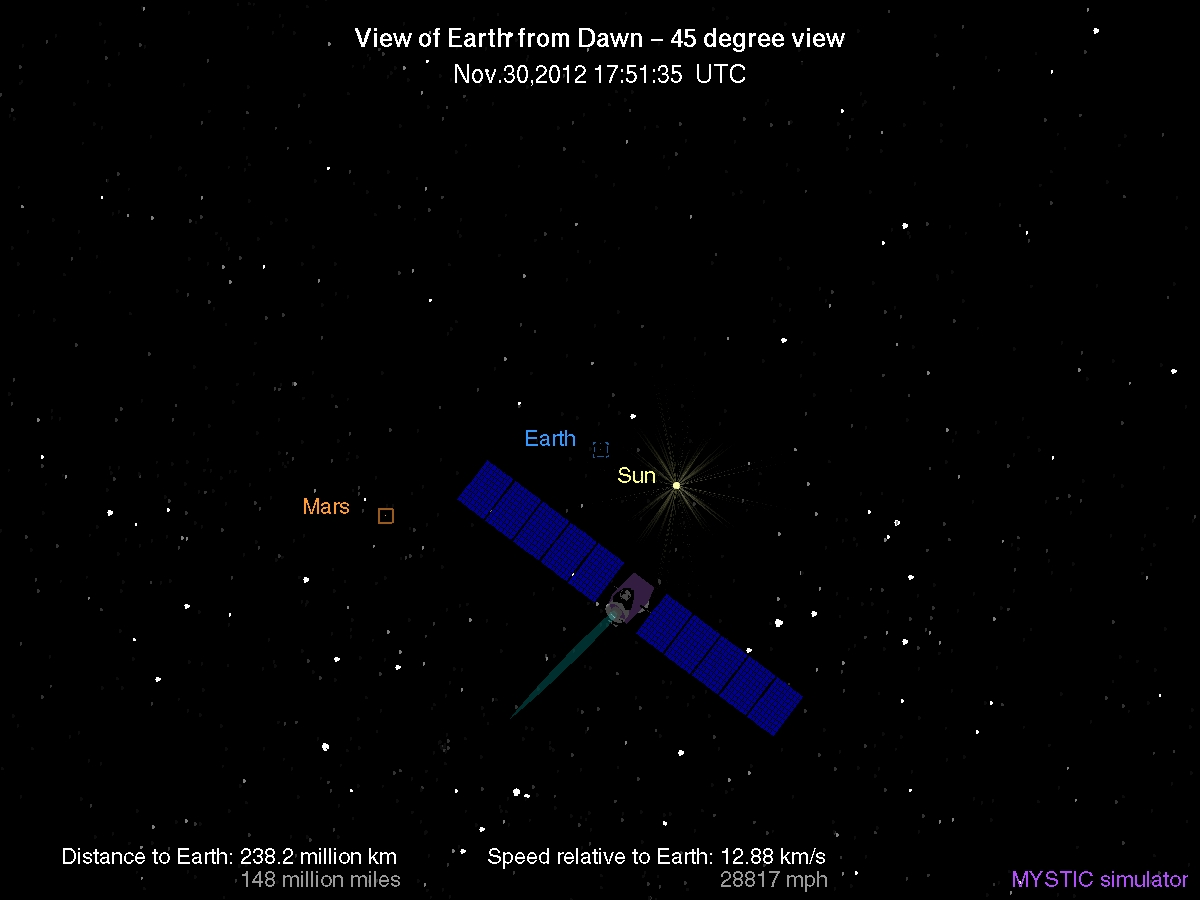 View of Earth from Dawn – 45 degree view
Nov.30,2012 17:51:35 UTC
Earth
Sun
Mars
Distance to Earth: 238.2 million km
148 million miles
Speed relative to Earth: 12.88 km/s
28817 mph
MYSTIC simulator